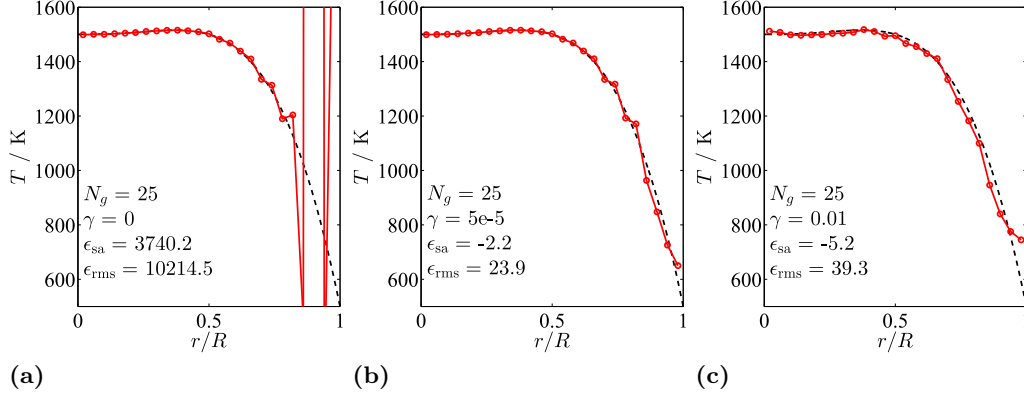 1600
1400
1200
1000
800
600
T / K
0
0.5
1
r/R
N_g = 25
γ = 0
ϵ_sa = 3740.2
ϵ_rms = 10214.5
(a)
1600
1400
1200
1000
800
600
T / K
0
0.5
1
r/R
N_g = 25
γ = 5e-5
ϵ_sa = -2.2
ϵ_rms = 23.9
(b)
1600
1400
1200
1000
800
600
T / K
0
0.5
r/R
N_g = 25
γ = 0.01
ϵ_sa = -5.2
ϵ_rms = 39.3
(c)